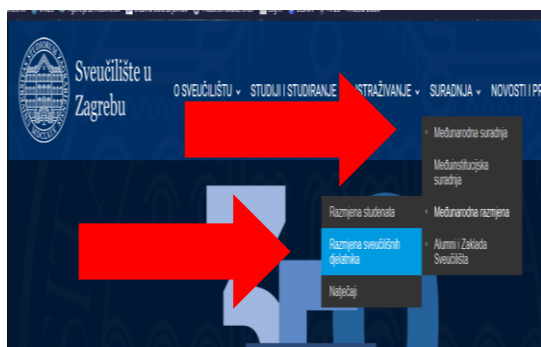 Sveučilište u
Zagrebu
O SVEUČILIŠTU
STUDIJI I STUDIRANJE
ISTRAŽIVANJE
SURADNJA
NOVOSTI I PR
Međunarodna suradnja
Međuinstitucijska
suradnja
Međunarodna razmjena
Alumni i Zaklada
Sveučilišta
Razmjena studenata
Razmjena sveučilišnih
djelatnika
Natječaji